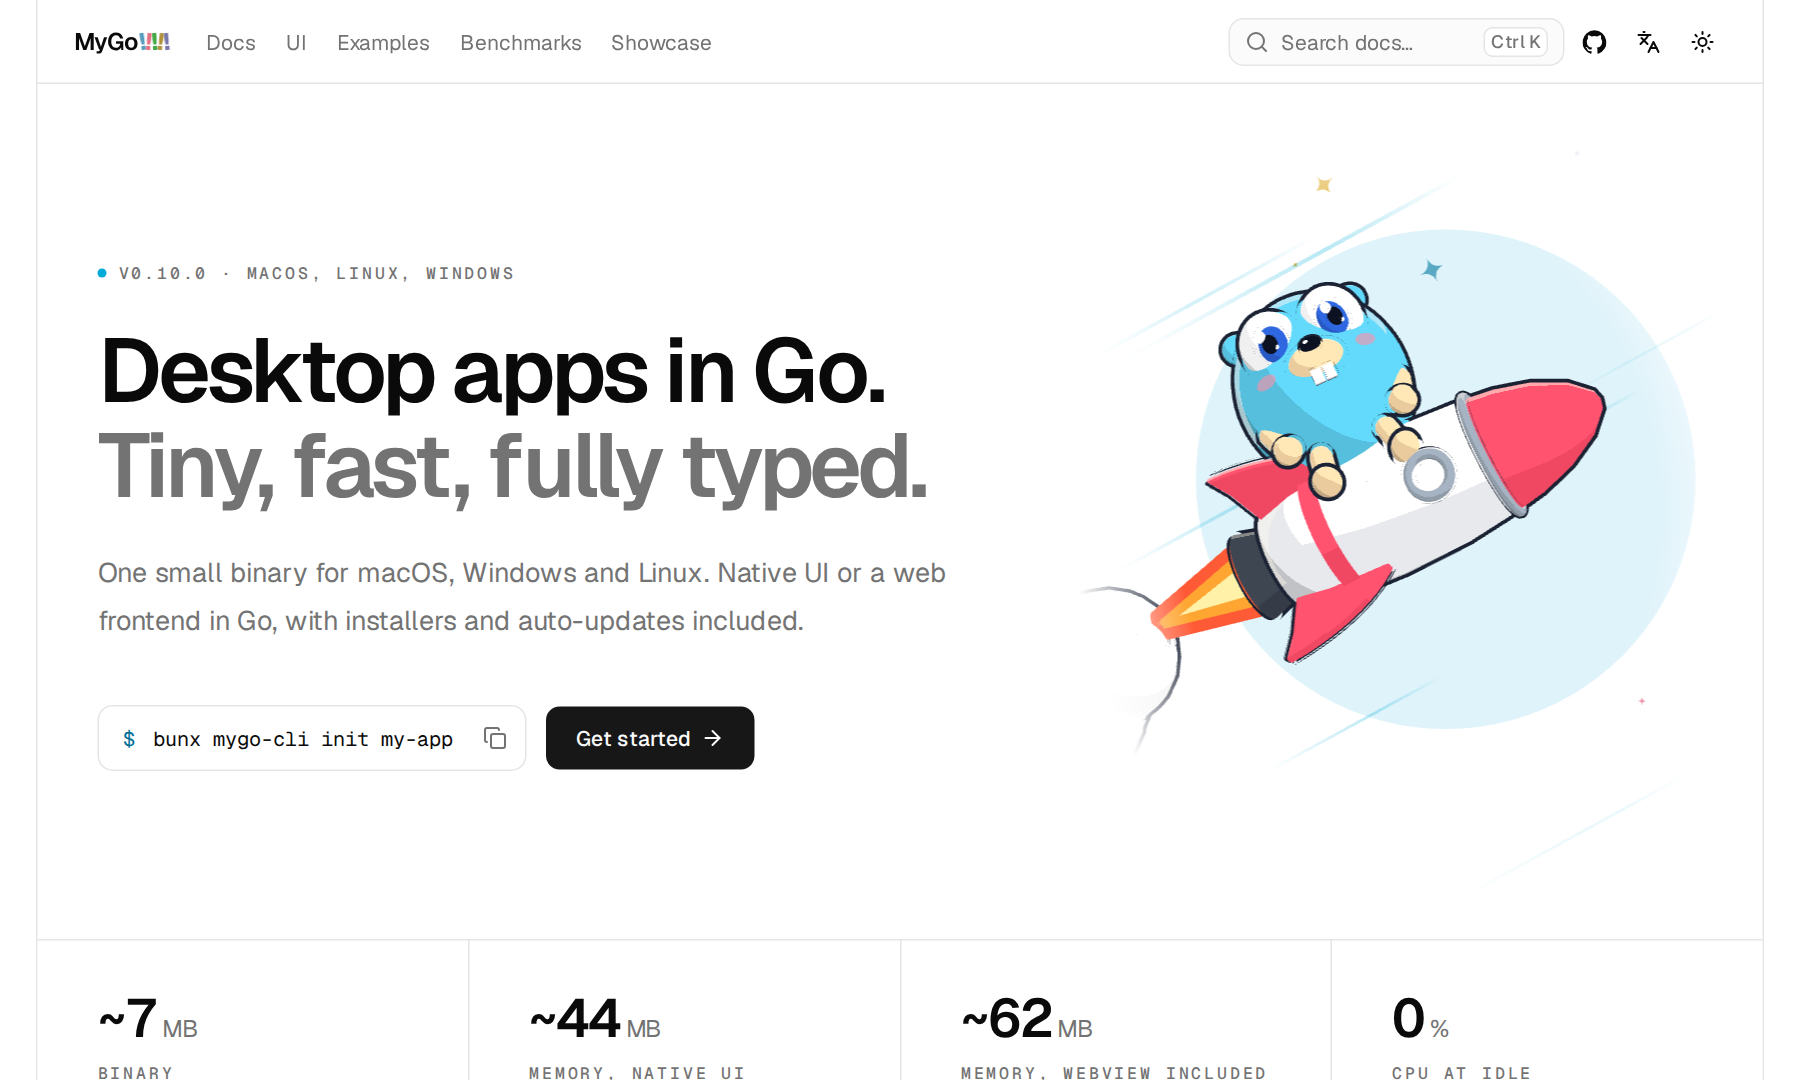 MyGo!!!!!
Docs
UI
Examples
Benchmarks
Showcase
Search docs...
Ctrl K
V0.10.0 · MACOS, LINUX, WINDOWS
Desktop apps in Go.
Tiny, fast, fully typed.
One small binary for macOS, Windows and Linux. Native UI or a web
frontend in Go, with installers and auto-updates included.
$ bunx mygo-cli init my-app
Get started →
~7 MB
BINARY
~44 MB
MEMORY, NATIVE UI
~62 MB
MEMORY, WEBVIEW INCLUDED
0 %
CPU AT IDLE